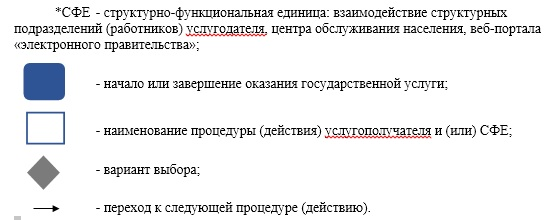 *СФЕ - структурно-функциональная единица: взаимодействие структурных
подразделений (работников) услугодателя, центра обслуживания населения, веб-портала
«электронного правительства»;
- начало или завершение оказания государственной услуги;
- наименование процедуры (действия) услугополучателя и (или) СФЕ;
- вариант выбора;
- переход к следующей процедуре (действию).